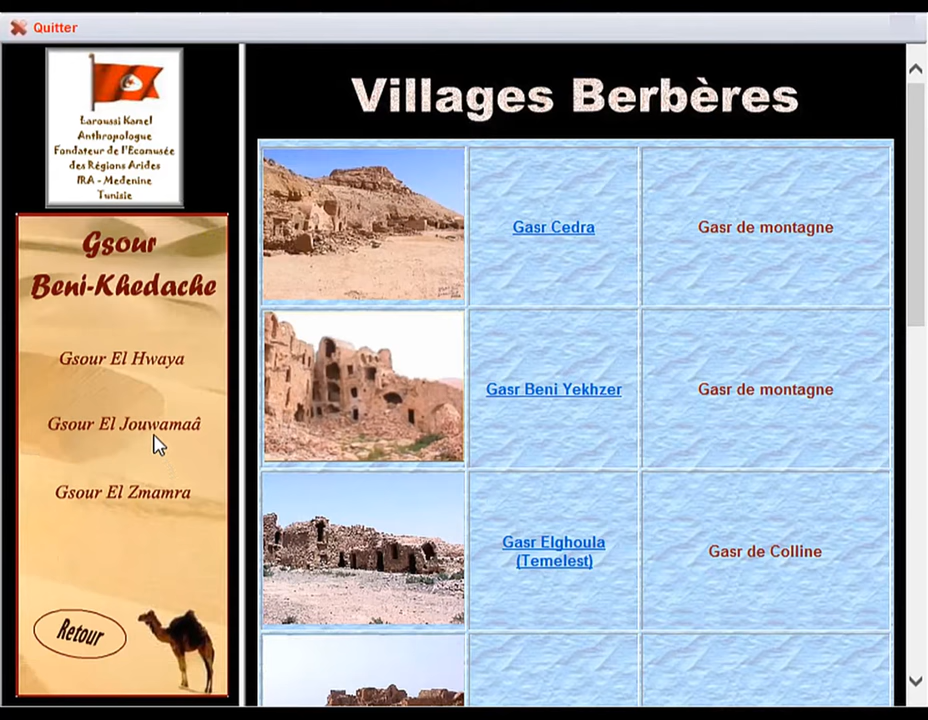 Quitter
Laroussi Kamel
Anthropologue
Fondateur de l'Ecomusée
des Régions Arides
IRA - Medenine
Tunisie
Gsour
Beni-Khedache
Gsour El Hwaya
Gsour El Jouwamaâ
Gsour El Zmamra
Retour
Villages Berbères
Gasr Cedra
Gasr de montagne
Gasr Beni Yekhzer
Gasr de montagne
Gasr Elghoula
(Temelest)
Gasr de Colline